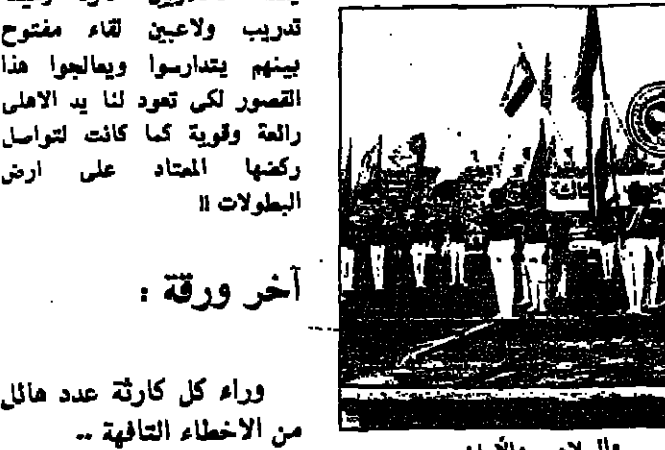 تدريب ولاعبين لقاء مفتوح
بينهم يتدارسوا ويعالجوا هذا
القصور لكى تعود لنا يد الاهلى
رائعة وقوية كما كانت لتواصل
ركضها المعتاد على ارض
البطولات !!
آخر ورقة :
وراء كل كارثة عدد هائل
من الاخطاء التافهة ..